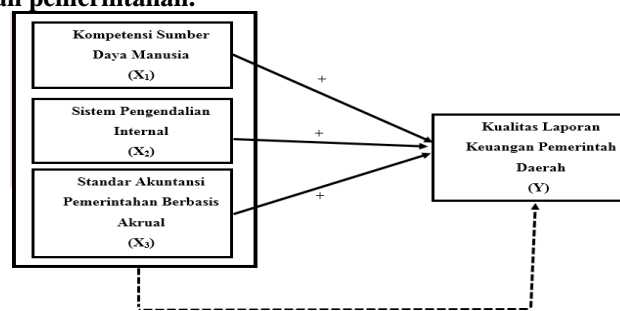 pemerintahan.
Kompetensi Sumber
Daya Manusia
(X₁)
+
Sistem Pengendalian
Internal
(X₂)
+
Standar Akuntansi
Pemerintahan Berbasis
Akrual
(X₃)
+
Kualitas Laporan
Keuangan Pemerintah
Daerah
(Y)